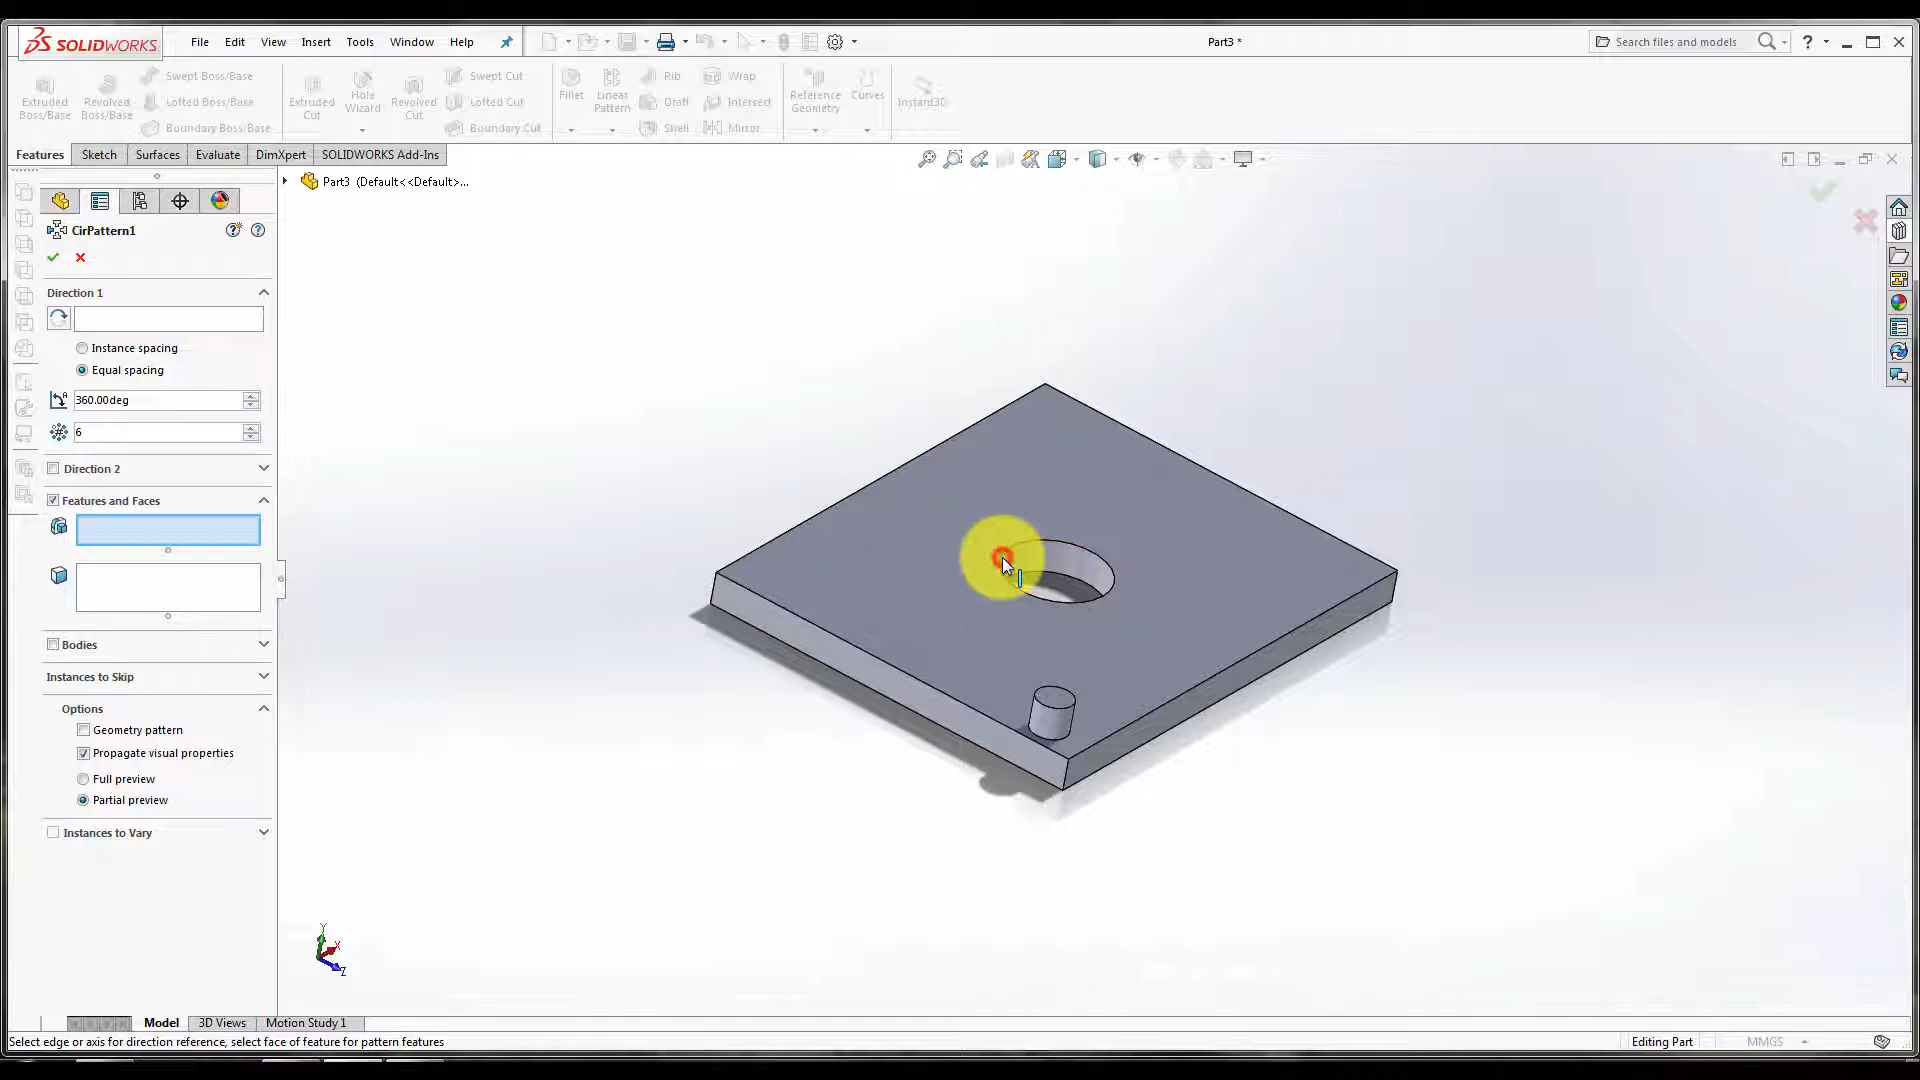 SOLIDWORKS
File Edit View Insert Tools Window Help
Part3 *
Search files and models
Extruded Boss/Base
Revolved Boss/Base
Swept Boss/Base
Lofted Boss/Base
Boundary Boss/Base
Extruded Cut
Hole Wizard
Revolved Cut
Swept Cut
Lofted Cut
Boundary Cut
Fillet
Linear Pattern
Rib
Draft
Shell
Wrap
Intersect
Mirror
Reference Geometry
Curves
Instant3D
Features Sketch Surfaces Evaluate DimXpert SOLIDWORKS Add-Ins
Part3 (Default<<Default>...
CirPattern1
Direction 1
Instance spacing
Equal spacing
360.00deg
6
Direction 2
Features and Faces
Bodies
Instances to Skip
Options
Geometry pattern
Propagate visual properties
Full preview
Partial preview
Instances to Vary
Y
X
Z
Model 3D Views Motion Study 1
Select edge or axis for direction reference, select face of feature for pattern features
Editing Part
MMGS